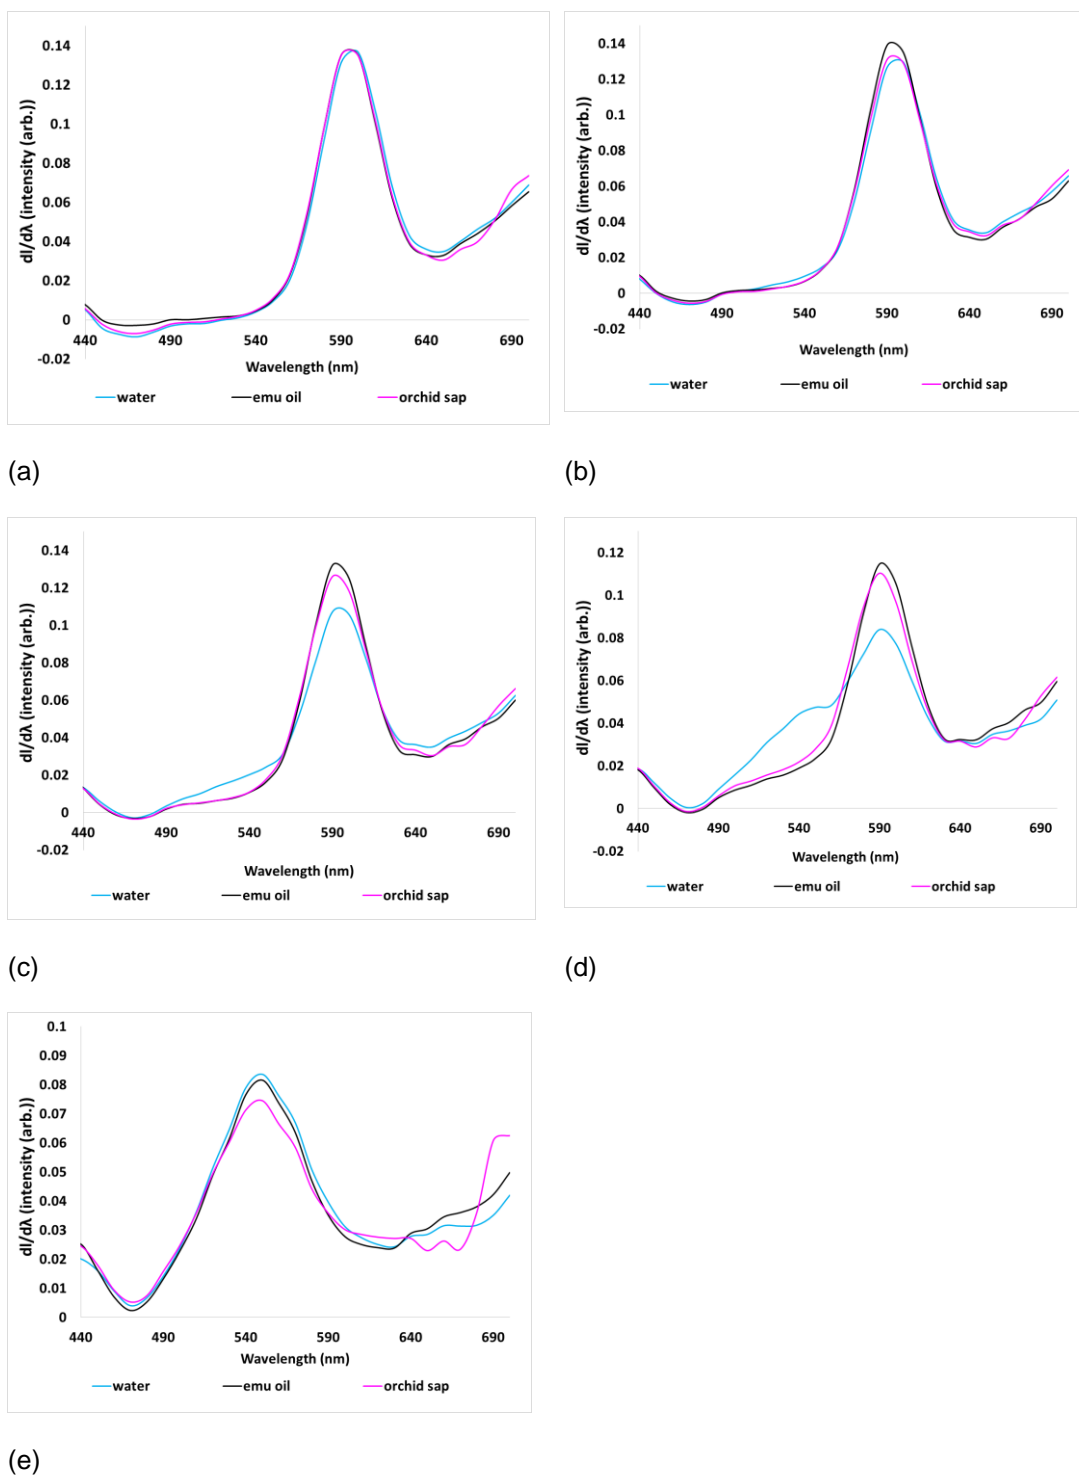 0.14
0.12
0.1
0.08
0.06
0.04
0.02
0
-0.02
dI/dλ (intensity (arb.))
440 490 540 590 640 690
Wavelength (nm)
water emu oil orchid sap
(a)
0.14
0.12
0.1
0.08
0.06
0.04
0.02
0
-0.02
dI/dλ (intensity (arb.))
440 490 540 590 640 690
Wavelength (nm)
water emu oil orchid sap
(b)
0.14
0.12
0.1
0.08
0.06
0.04
0.02
0
-0.02
dI/dλ (intensity (arb.))
440 490 540 590 640 690
Wavelength (nm)
water emu oil orchid sap
(c)
0.12
0.1
0.08
0.06
0.04
0.02
0
-0.02
dI/dλ (intensity (arb.))
440 490 540 590 640 690
Wavelength (nm)
water emu oil orchid sap
(d)
0.1
0.09
0.08
0.07
0.06
0.05
0.04
0.03
0.02
0.01
0
dI/dλ (intensity (arb.))
440 490 540 590 640 690
Wavelength (nm)
water emu oil orchid sap
(e)